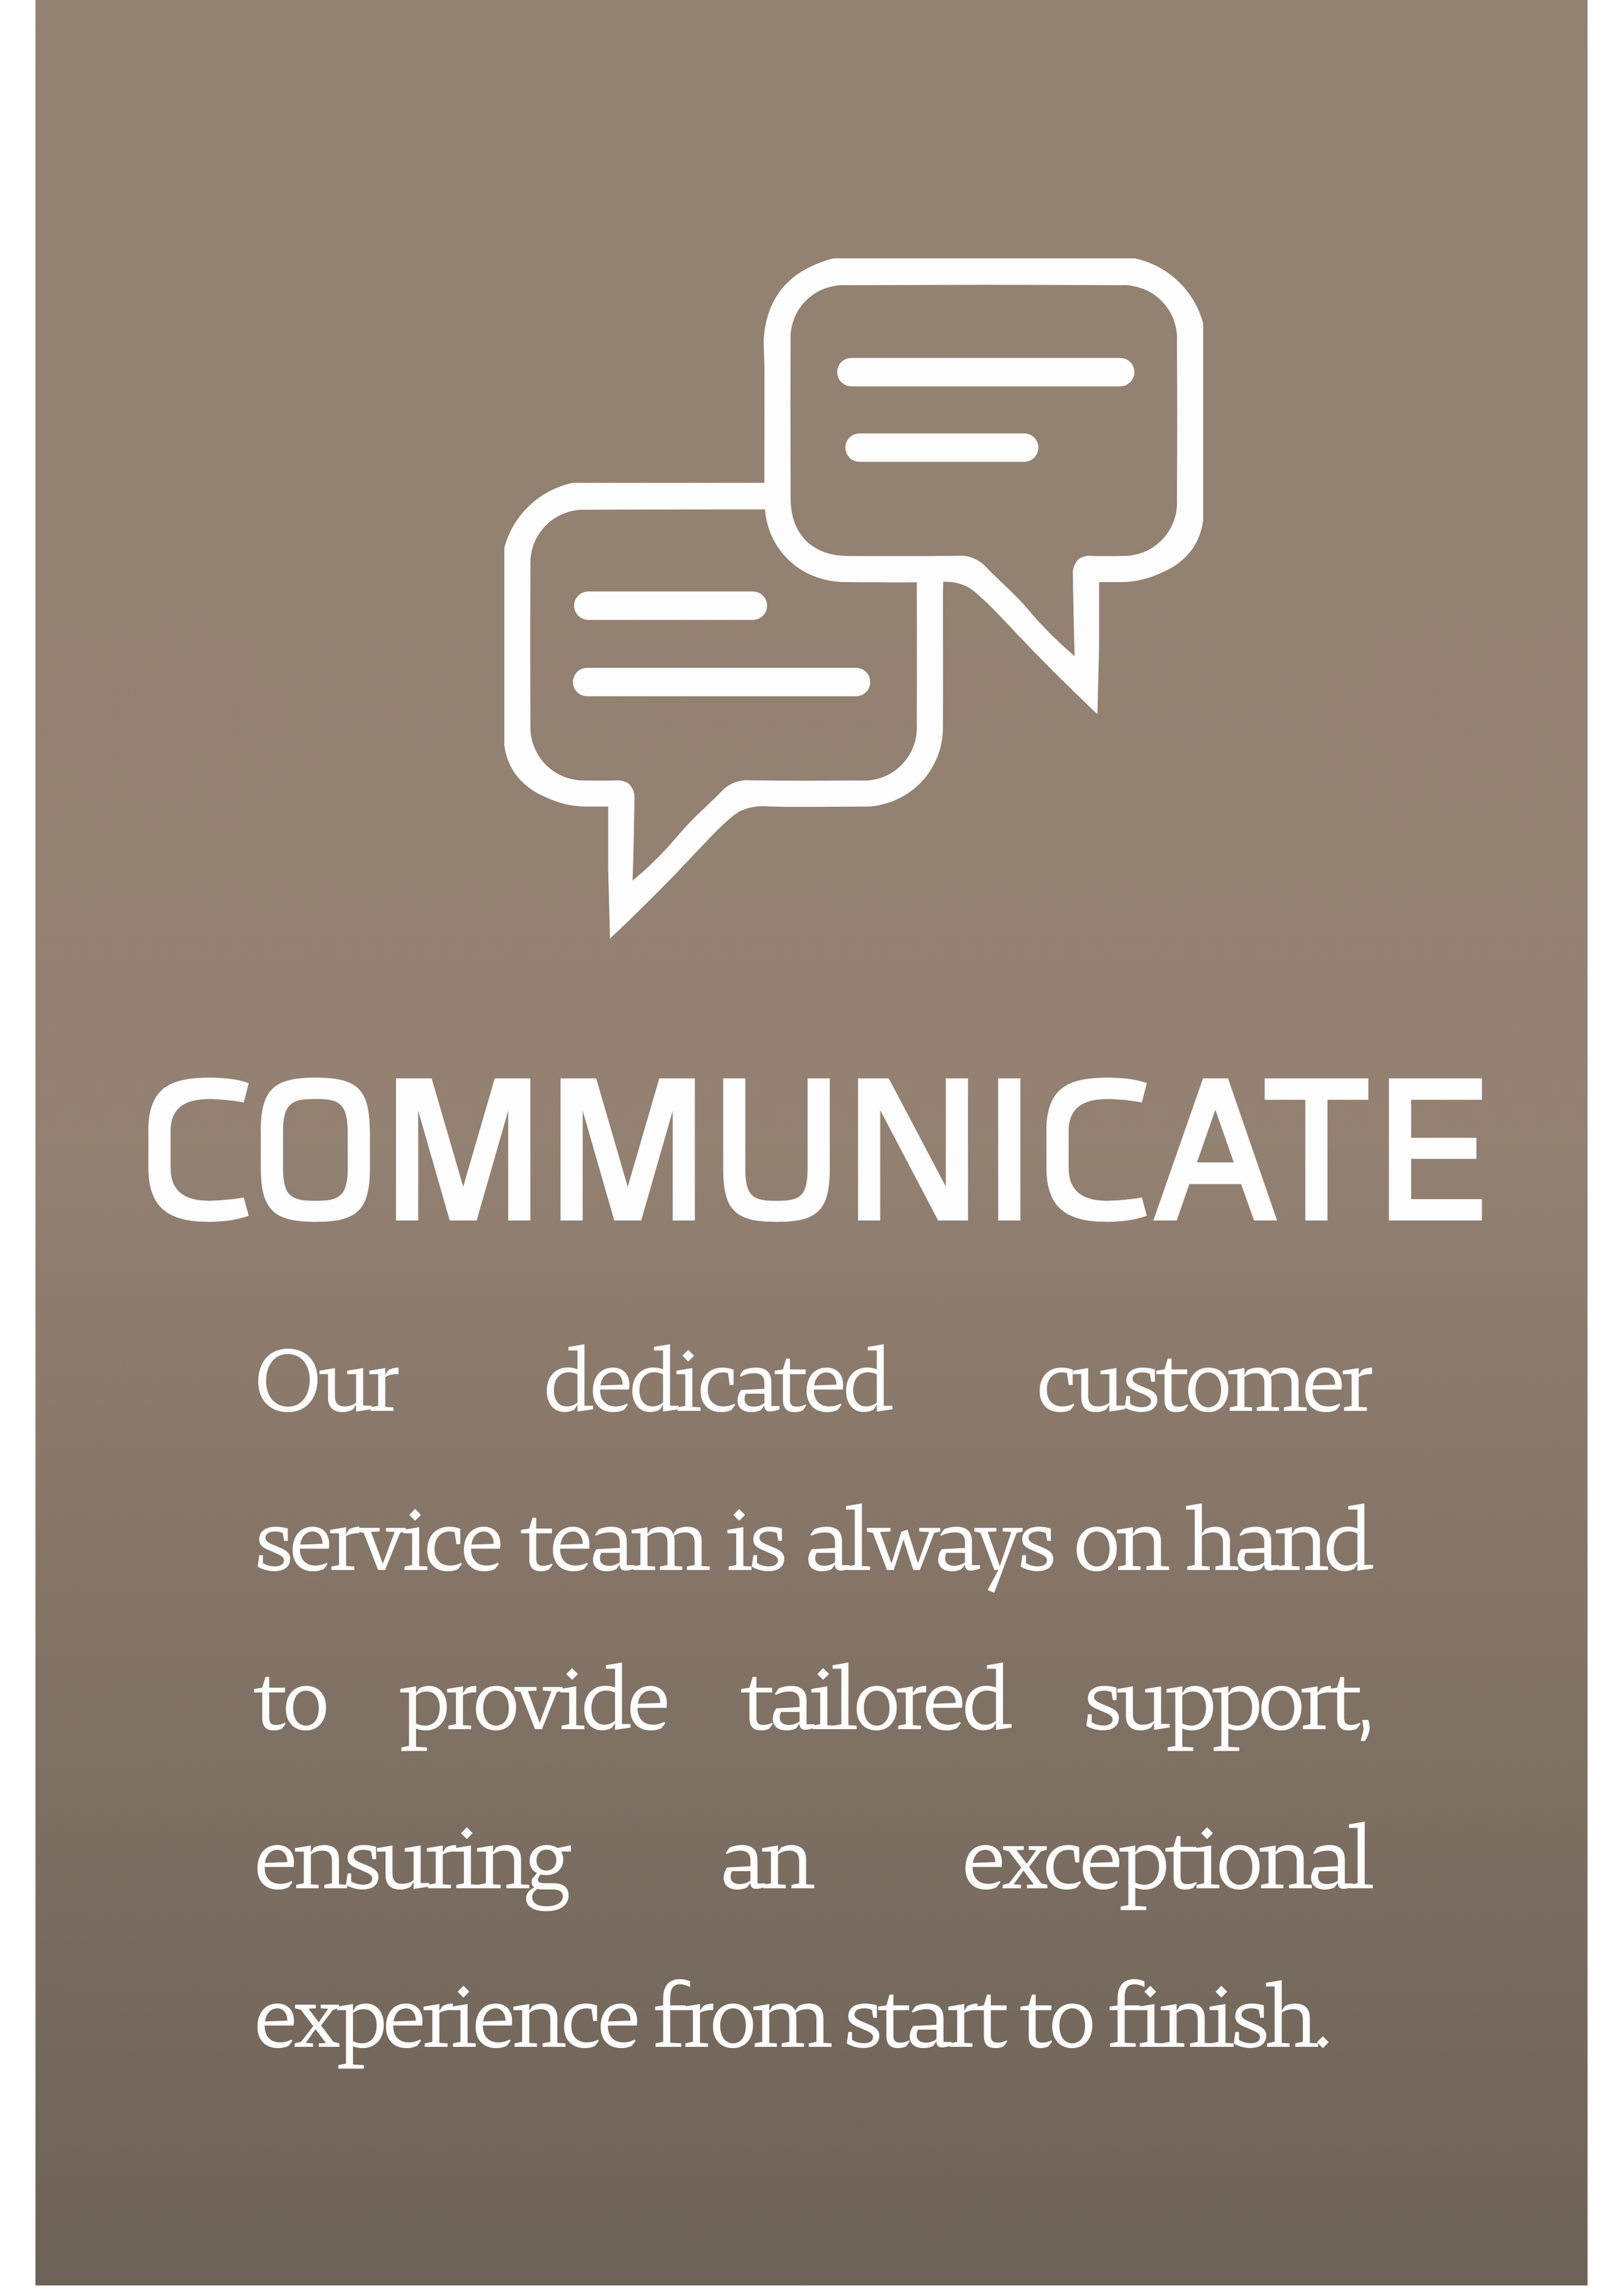 COMMUNICATE
Our dedicated customer
service team is always on hand
to provide tailored support,
ensuring an exceptional
experience from start to finish.